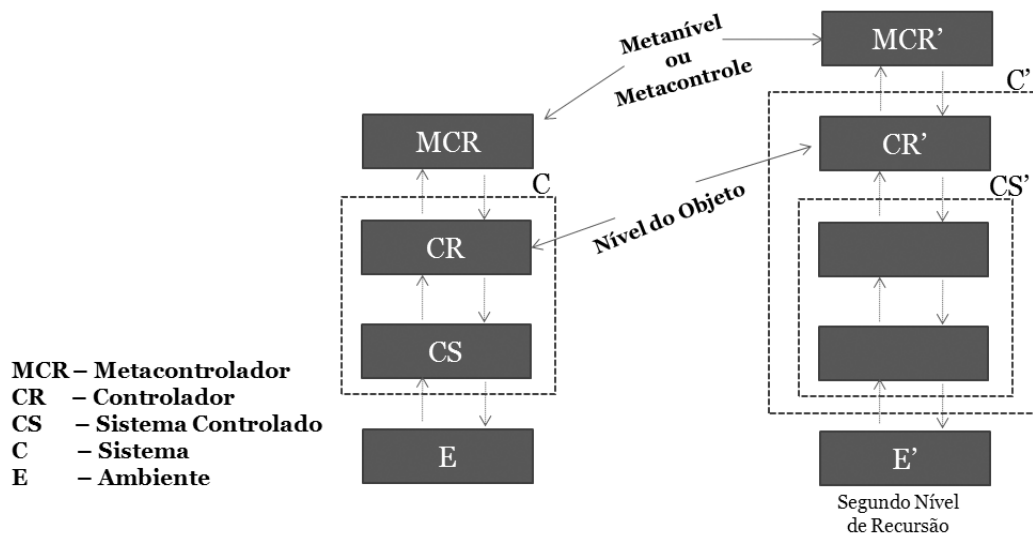 Metanível
ou
Metacontrole
MCR'
C'
MCR
CR'
C
CS'
Nível do Objeto
CR
CS
MCR – Metacontrolador
CR – Controlador
CS – Sistema Controlado
C – Sistema
E – Ambiente
E
E'
Segundo Nível
de Recursão